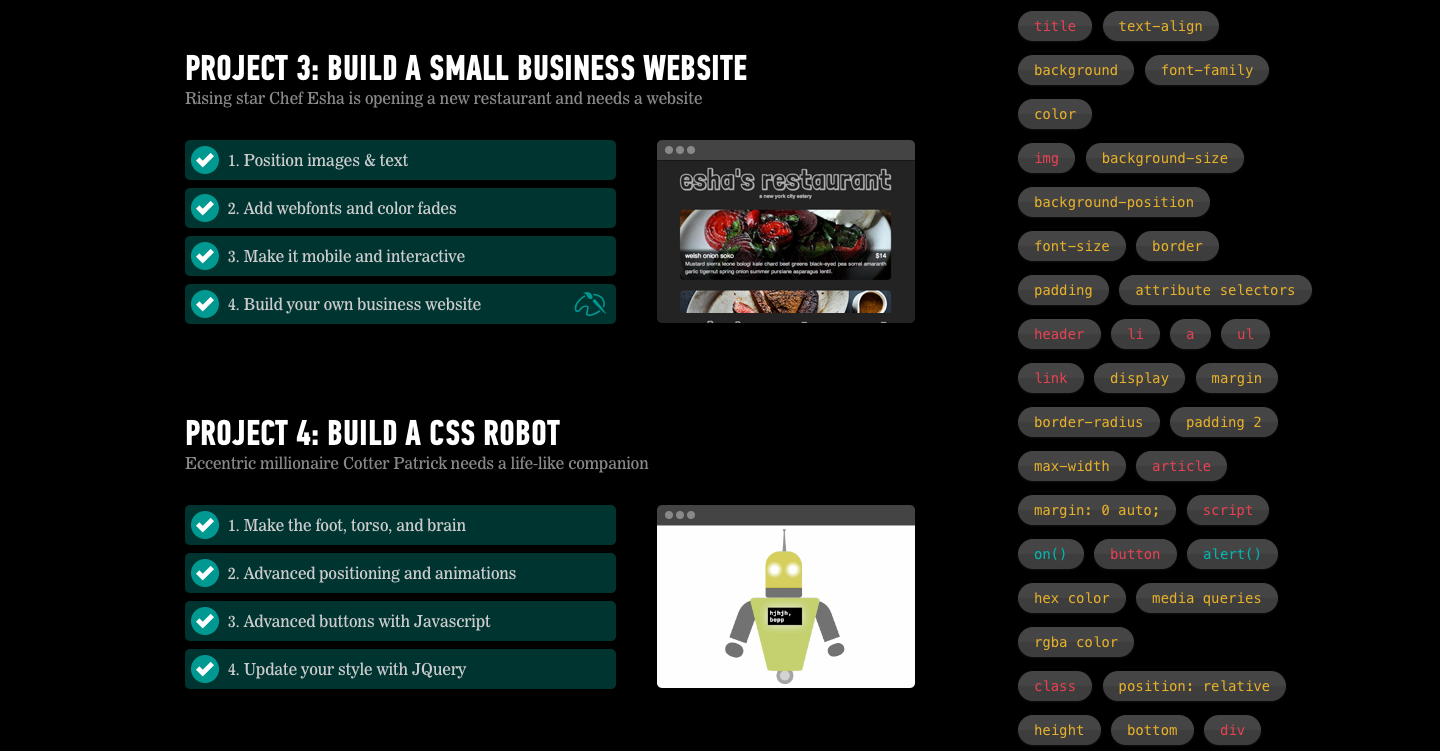 PROJECT 3: BUILD A SMALL BUSINESS WEBSITE
Rising star Chef Esha is opening a new restaurant and needs a website
1. Position images & text
2. Add webfonts and color fades
3. Make it mobile and interactive
4. Build your own business website
esha's restaurant
a new york city eatery
welsh onion soko $14
Mustard sierra leone bologi kale chard beet greens black-eyed pea sorrel amaranth
garlic tigernut spring onion summer purslane asparagus lentil.
PROJECT 4: BUILD A CSS ROBOT
Eccentric millionaire Cotter Patrick needs a life-like companion
1. Make the foot, torso, and brain
2. Advanced positioning and animations
3. Advanced buttons with Javascript
4. Update your style with JQuery
hjhjh,
bopp
title text-align
background font-family
color
img background-size
background-position
font-size border
padding attribute selectors
header li a ul
link display margin
border-radius padding 2
max-width article
margin: 0 auto; script
on() button alert()
hex color media queries
rgba color
class position: relative
height bottom div